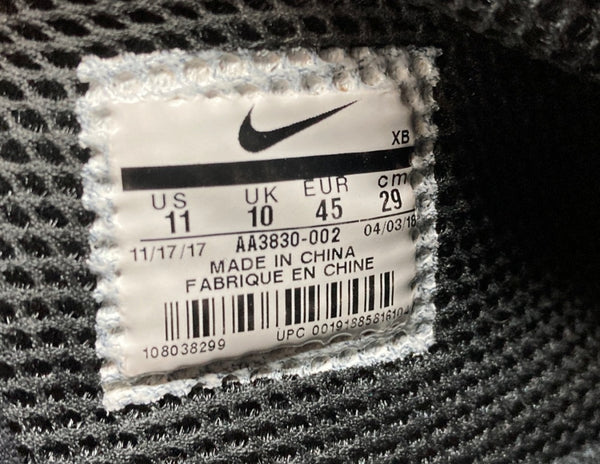 XB
US UK EUR cm
11 10 45 29
11/17/17 AA3830-002 04/03/18
MADE IN CHINA
FABRIQUE EN CHINE
108038299 UPC